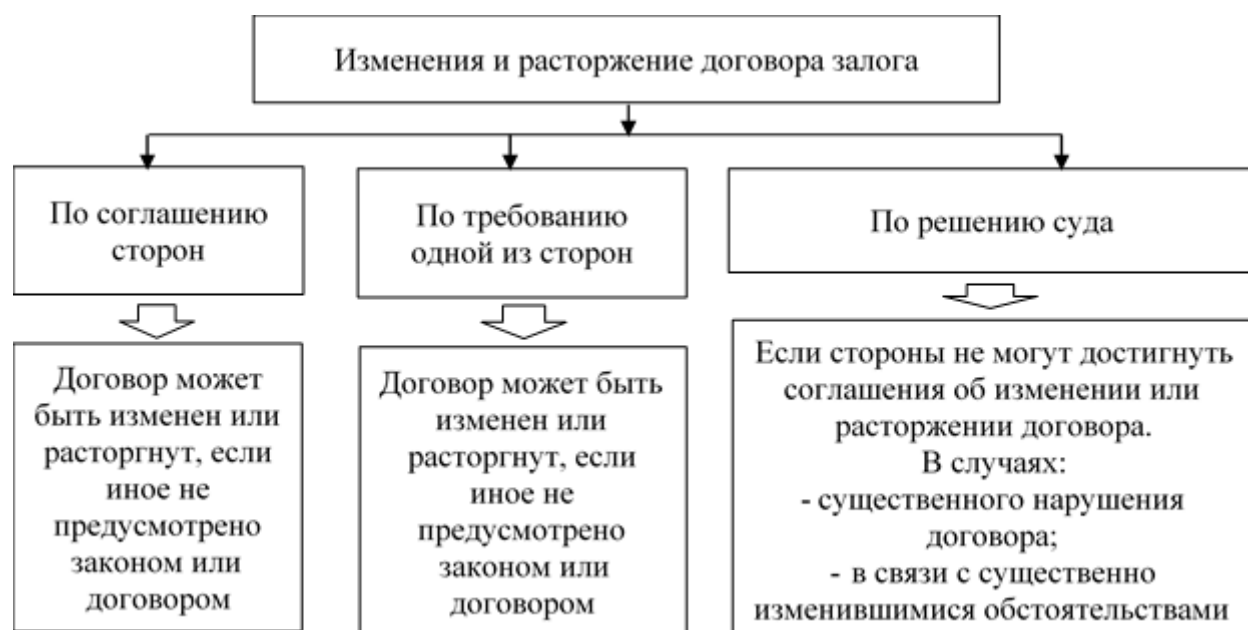 Изменения и расторжение договора залога
По соглашению
сторон
По требованию
одной из сторон
По решению суда
Договор может
быть изменен или
расторгнут, если
иное не
предусмотрено
законом или
договором
Договор может быть
изменен или
расторгнут, если
иное не
предусмотрено
законом или
договором
Если стороны не могут достигнуть
соглашения об изменении или
расторжении договора.
В случаях:
- существенного нарушения
договора;
- в связи с существенно
изменившимися обстоятельствами